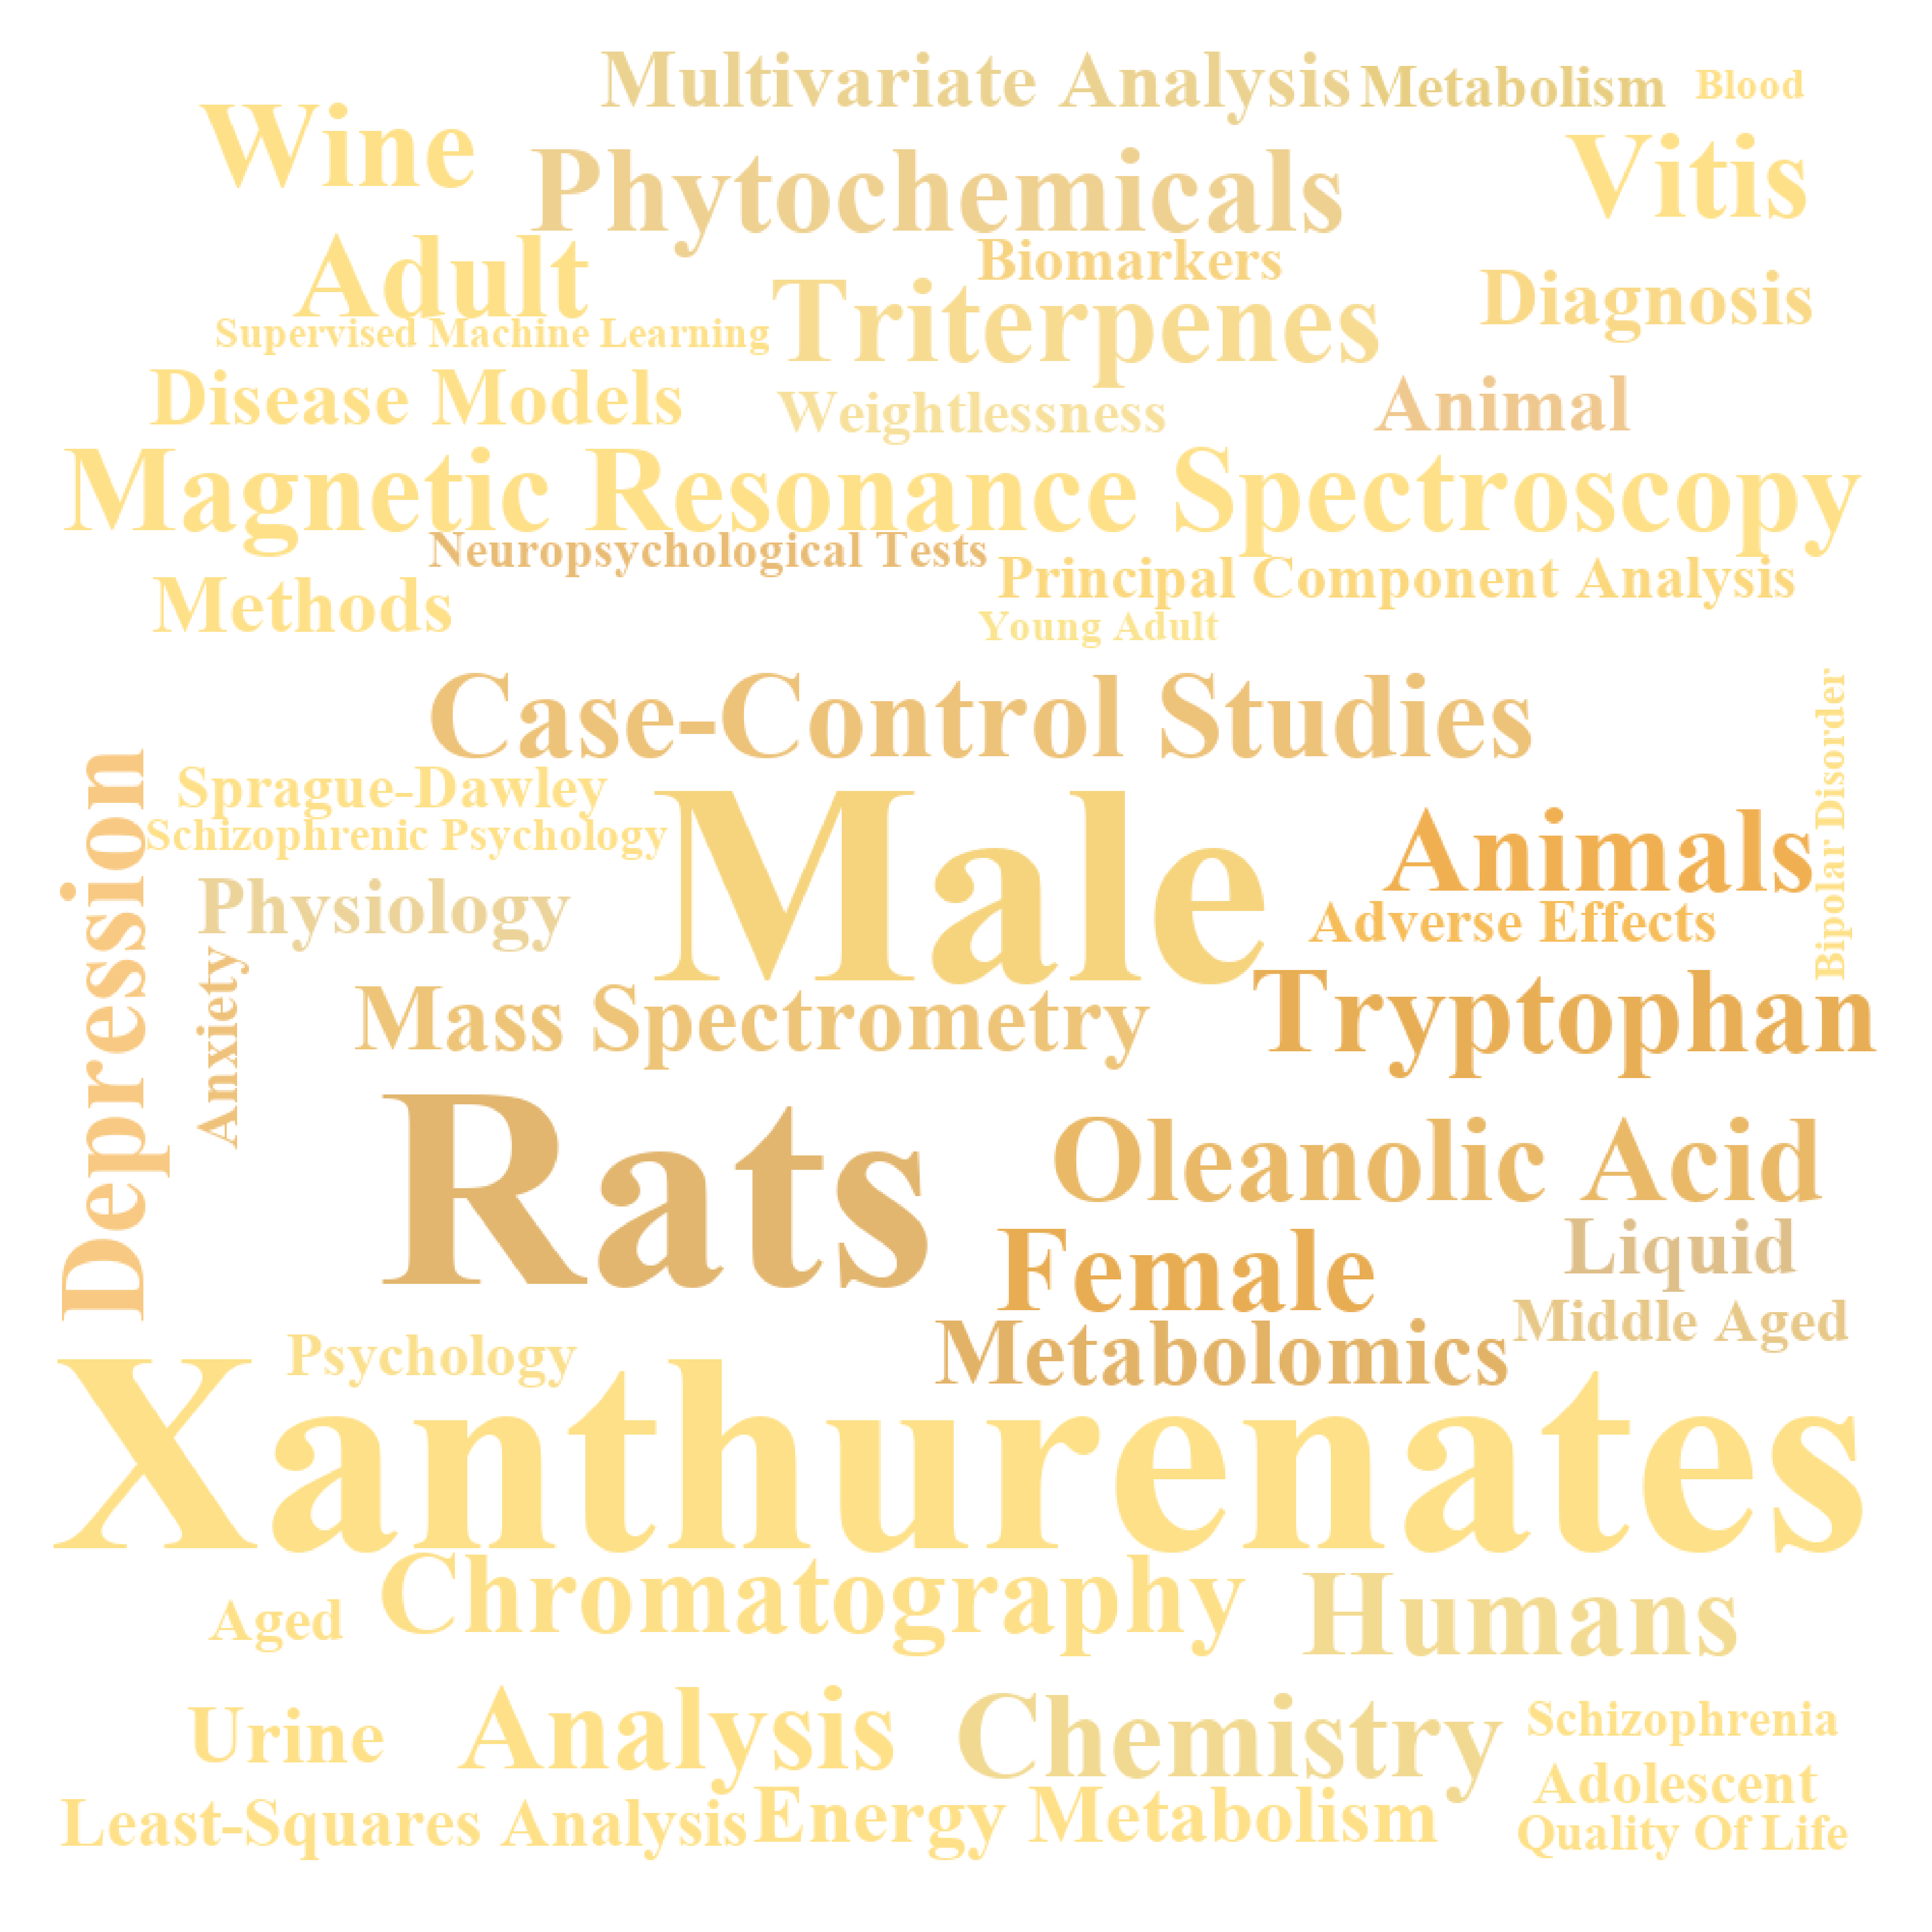 Multivariate Analysis
Metabolism
Blood
Wine
Phytochemicals
Vitis
Adult
Biomarkers
Triterpenes
Diagnosis
Supervised Machine Learning
Disease Models
Weightlessness
Animal
Magnetic Resonance Spectroscopy
Neuropsychological Tests
Principal Component Analysis
Methods
Young Adult
Case-Control Studies
Bipolar Disorder
Depression
Sprague-Dawley
Male
Schizophrenic Psychology
Animals
Physiology
Adverse Effects
Anxiety
Mass Spectrometry
Tryptophan
Rats
Oleanolic Acid
Female
Liquid
Middle Aged
Metabolomics
Psychology
Xanthurenates
Chromatography
Humans
Aged
Urine
Analysis
Chemistry
Schizophrenia
Adolescent
Least-Squares Analysis
Energy Metabolism
Quality Of Life